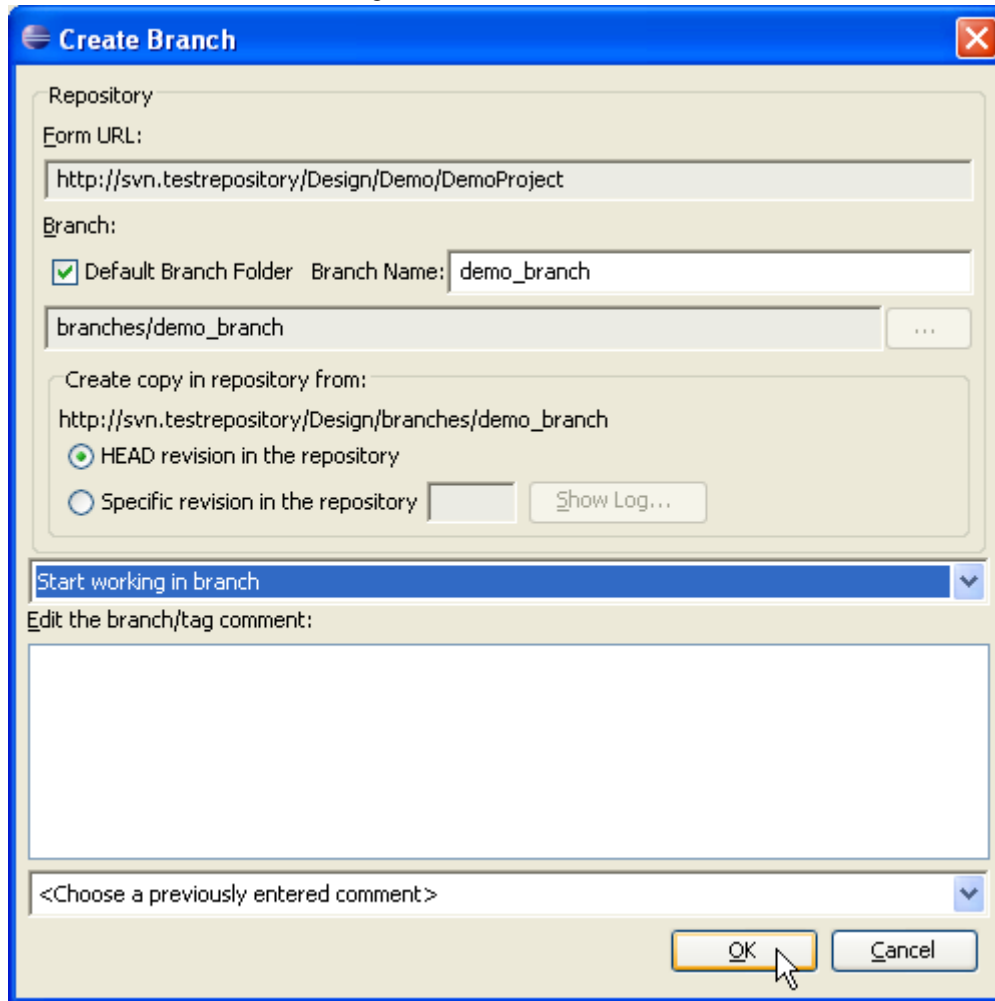 Create Branch
Repository
Form URL:
http://svn.testrepository/Design/Demo/DemoProject
Branch:
Default Branch Folder Branch Name: demo_branch
branches/demo_branch ...
Create copy in repository from:
http://svn.testrepository/Design/branches/demo_branch
HEAD revision in the repository
Specific revision in the repository Show Log...
Start working in branch
Edit the branch/tag comment:
<Choose a previously entered comment>
OK Cancel